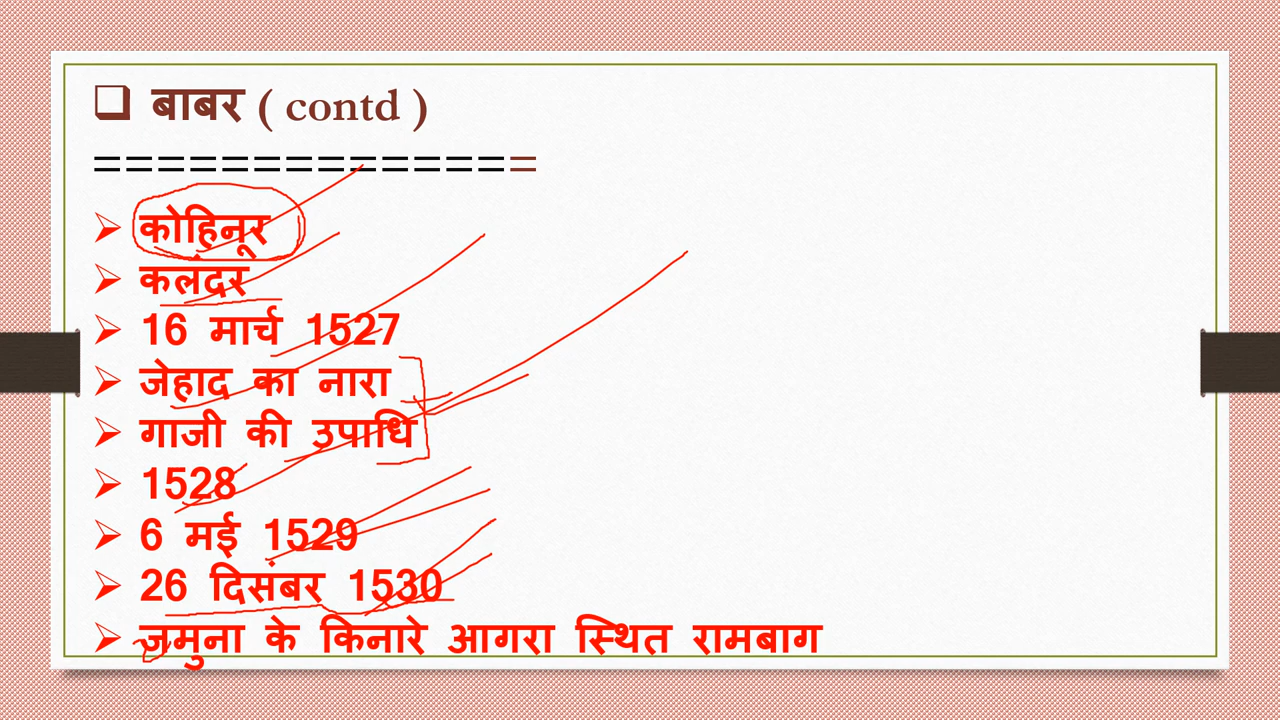 ❑ बाबर ( contd )
==============
➢ कोहिनूर
➢ कलंदर
➢ 16 मार्च 1527
➢ जेहाद का नारा
➢ गाजी की उपाधि
➢ 1528
➢ 6 मई 1529
➢ 26 दिसंबर 1530
➢ जमुना के किनारे आगरा स्थित रामबाग